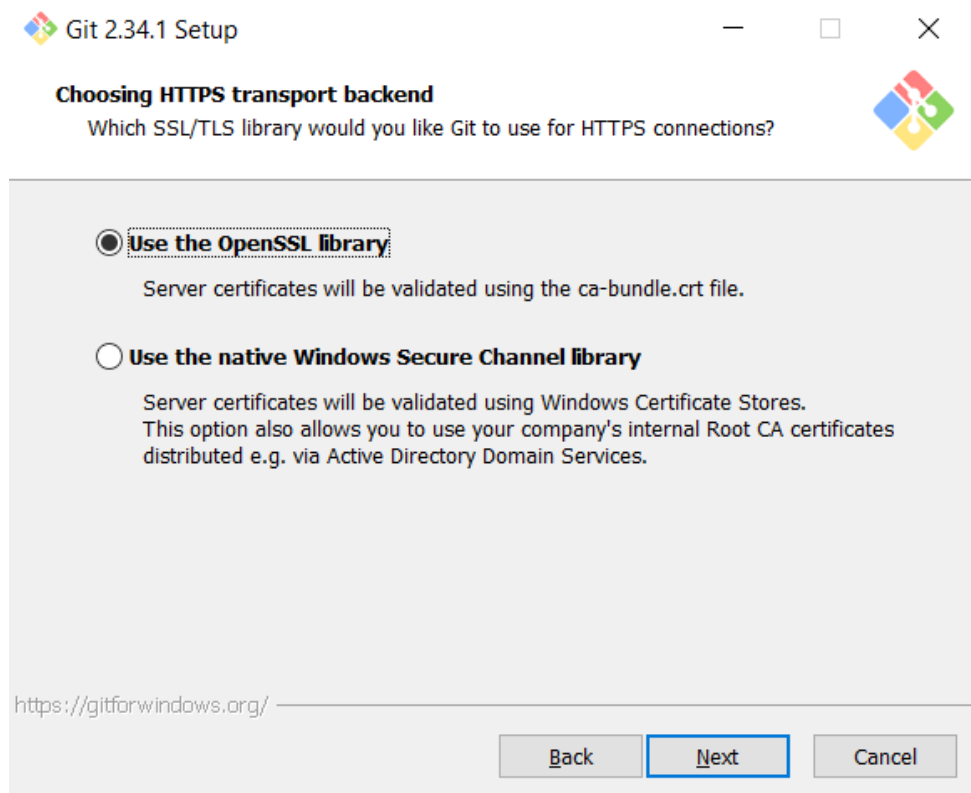 Git 2.34.1 Setup
Choosing HTTPS transport backend
Which SSL/TLS library would you like Git to use for HTTPS connections?
Use the OpenSSL library
Server certificates will be validated using the ca-bundle.crt file.
Use the native Windows Secure Channel library
Server certificates will be validated using Windows Certificate Stores.
This option also allows you to use your company's internal Root CA certificates
distributed e.g. via Active Directory Domain Services.
https://gitforwindows.org/
Back Next Cancel